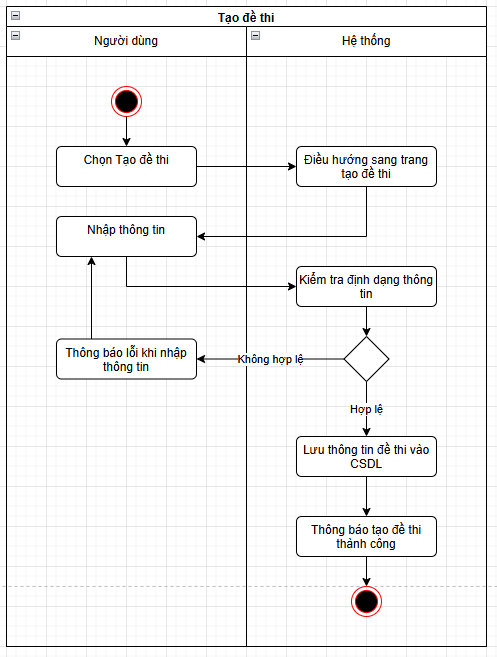 Tạo đề thi
Người dùng
Hệ thống
Chọn Tạo đề thi
Điều hướng sang trang
tạo đề thi
Nhập thông tin
Kiểm tra định dạng thông
tin
Thông báo lỗi khi nhập
thông tin
Không hợp lệ
Hợp lệ
Lưu thông tin đề thi vào
CSDL
Thông báo tạo đề thi
thành công